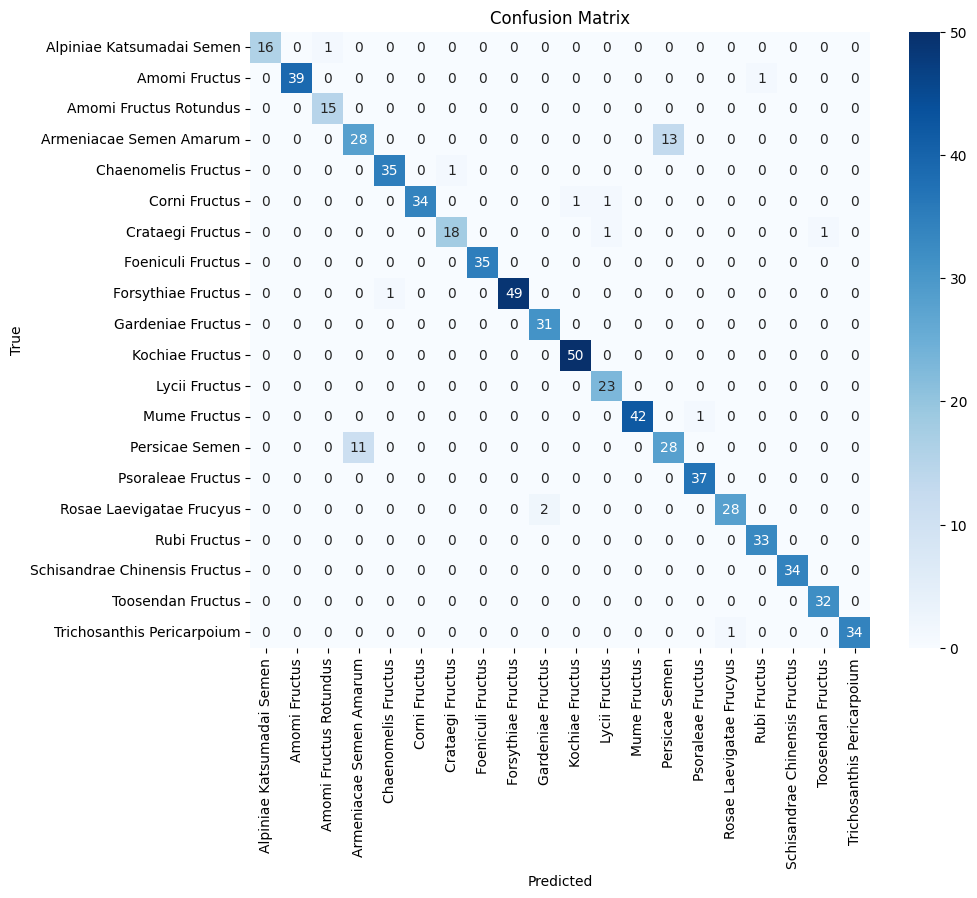 Confusion Matrix
True
Alpiniae Katsumadai Semen 16 0 1 0 0 0 0 0 0 0 0 0 0 0 0 0 0 0 0 0
Amomi Fructus 0 39 0 0 0 0 0 0 0 0 0 0 0 0 0 0 1 0 0 0
Amomi Fructus Rotundus 0 0 15 0 0 0 0 0 0 0 0 0 0 0 0 0 0 0 0 0
Armeniacae Semen Amarum 0 0 0 28 0 0 0 0 0 0 0 0 0 13 0 0 0 0 0 0
Chaenomelis Fructus 0 0 0 0 35 0 1 0 0 0 0 0 0 0 0 0 0 0 0 0
Corni Fructus 0 0 0 0 0 34 0 0 0 0 1 1 0 0 0 0 0 0 0 0
Crataegi Fructus 0 0 0 0 0 0 18 0 0 0 0 1 0 0 0 0 0 0 1 0
Foeniculi Fructus 0 0 0 0 0 0 0 35 0 0 0 0 0 0 0 0 0 0 0 0
Forsythiae Fructus 0 0 0 0 1 0 0 0 49 0 0 0 0 0 0 0 0 0 0 0
Gardeniae Fructus 0 0 0 0 0 0 0 0 0 31 0 0 0 0 0 0 0 0 0 0
Kochiae Fructus 0 0 0 0 0 0 0 0 0 0 50 0 0 0 0 0 0 0 0 0
Lycii Fructus 0 0 0 0 0 0 0 0 0 0 0 23 0 0 0 0 0 0 0 0
Mume Fructus 0 0 0 0 0 0 0 0 0 0 0 0 42 0 1 0 0 0 0 0
Persicae Semen 0 0 0 11 0 0 0 0 0 0 0 0 0 28 0 0 0 0 0 0
Psoraleae Fructus 0 0 0 0 0 0 0 0 0 0 0 0 0 0 37 0 0 0 0 0
Rosae Laevigatae Frucyus 0 0 0 0 0 0 0 0 0 2 0 0 0 0 0 28 0 0 0 0
Rubi Fructus 0 0 0 0 0 0 0 0 0 0 0 0 0 0 0 0 33 0 0 0
Schisandrae Chinensis Fructus 0 0 0 0 0 0 0 0 0 0 0 0 0 0 0 0 0 34 0 0
Toosendan Fructus 0 0 0 0 0 0 0 0 0 0 0 0 0 0 0 0 0 0 32 0
Trichosanthis Pericarpoium 0 0 0 0 0 0 0 0 0 0 0 0 0 0 0 1 0 0 0 34
Alpiniae Katsumadai Semen
Amomi Fructus
Amomi Fructus Rotundus
Armeniacae Semen Amarum
Chaenomelis Fructus
Corni Fructus
Crataegi Fructus
Foeniculi Fructus
Forsythiae Fructus
Gardeniae Fructus
Kochiae Fructus
Lycii Fructus
Mume Fructus
Persicae Semen
Psoraleae Fructus
Rosae Laevigatae Frucyus
Rubi Fructus
Schisandrae Chinensis Fructus
Toosendan Fructus
Trichosanthis Pericarpoium
Predicted
50
40
30
20
10
0